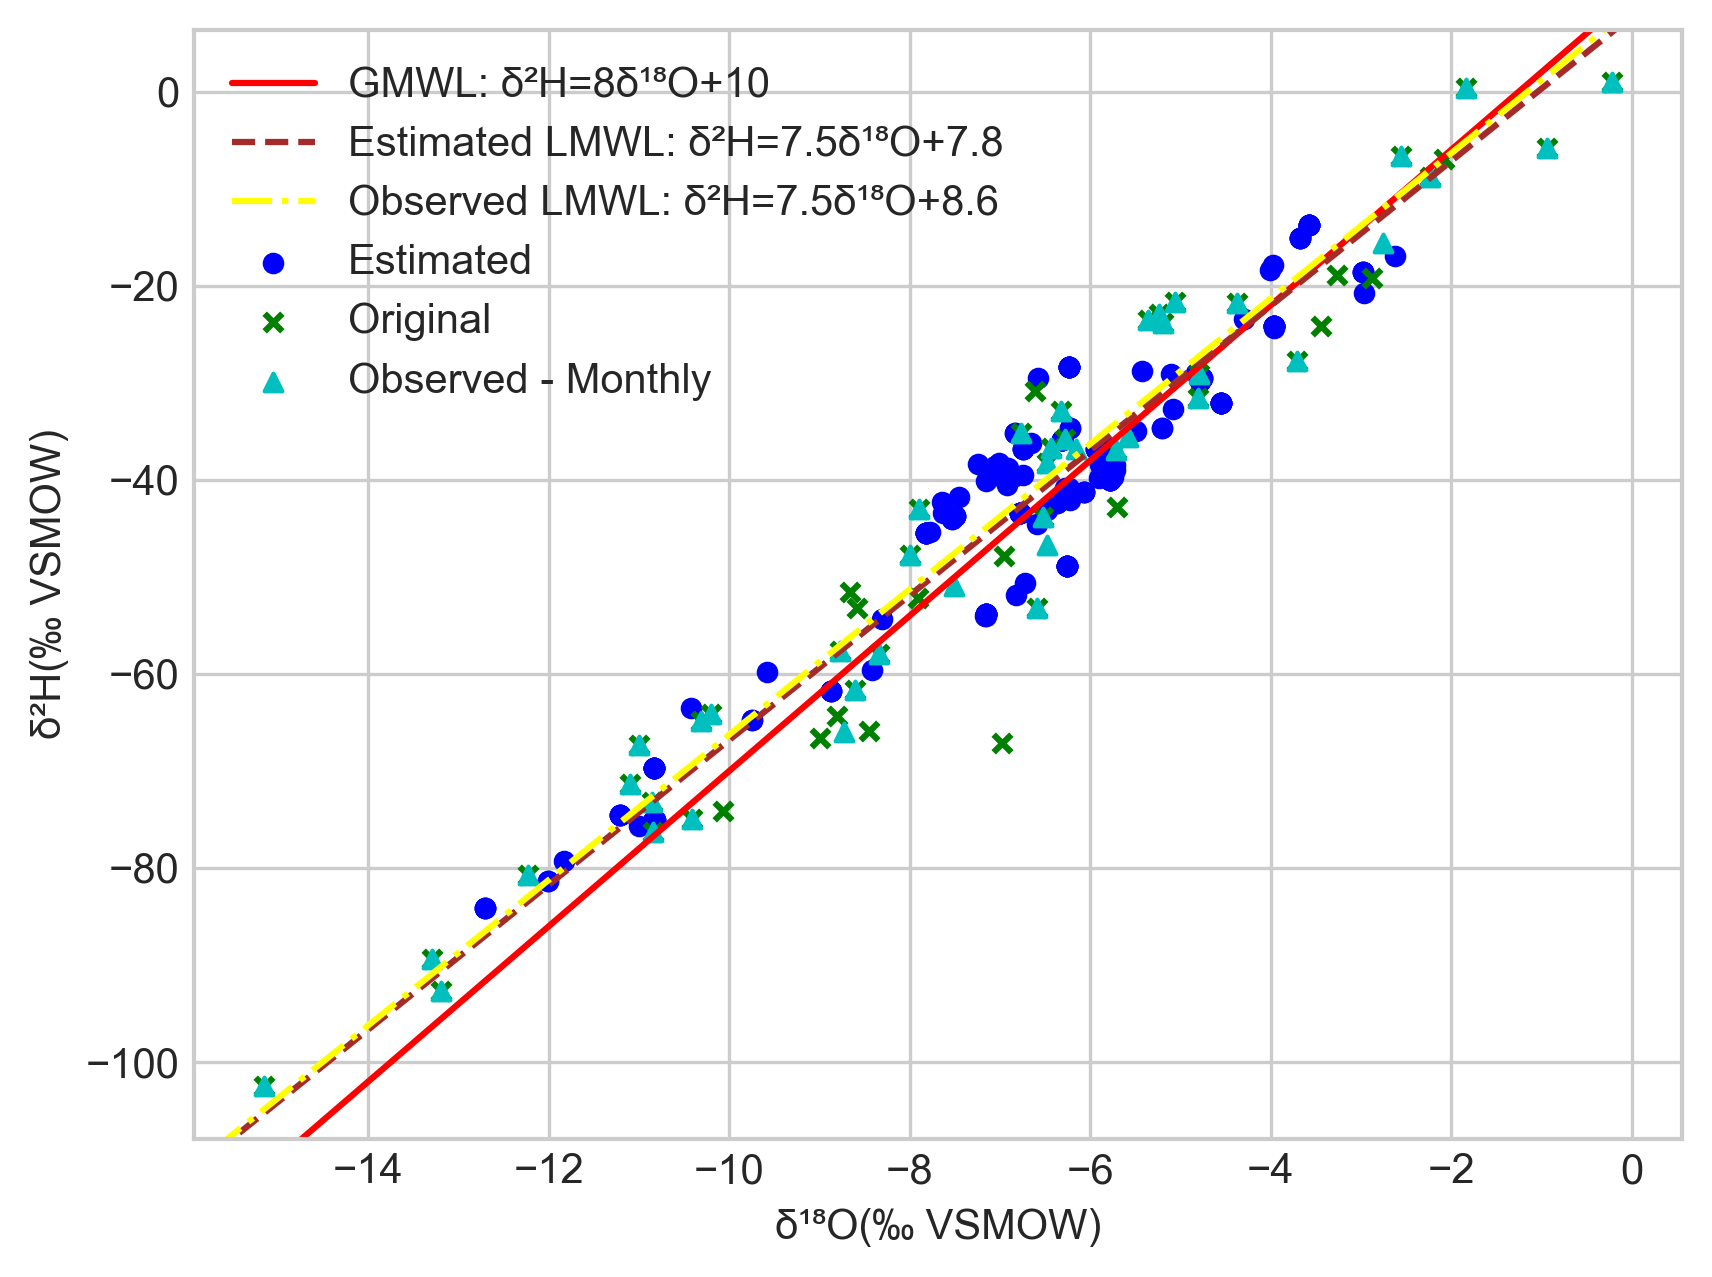 GMWL: δ²H=8δ¹⁸O+10
Estimated LMWL: δ²H=7.5δ¹⁸O+7.8
Observed LMWL: δ²H=7.5δ¹⁸O+8.6
Estimated
Original
Observed - Monthly
δ²H(‰ VSMOW)
0
−20
−40
−60
−80
−100
−14 −12 −10 −8 −6 −4 −2 0
δ¹⁸O(‰ VSMOW)